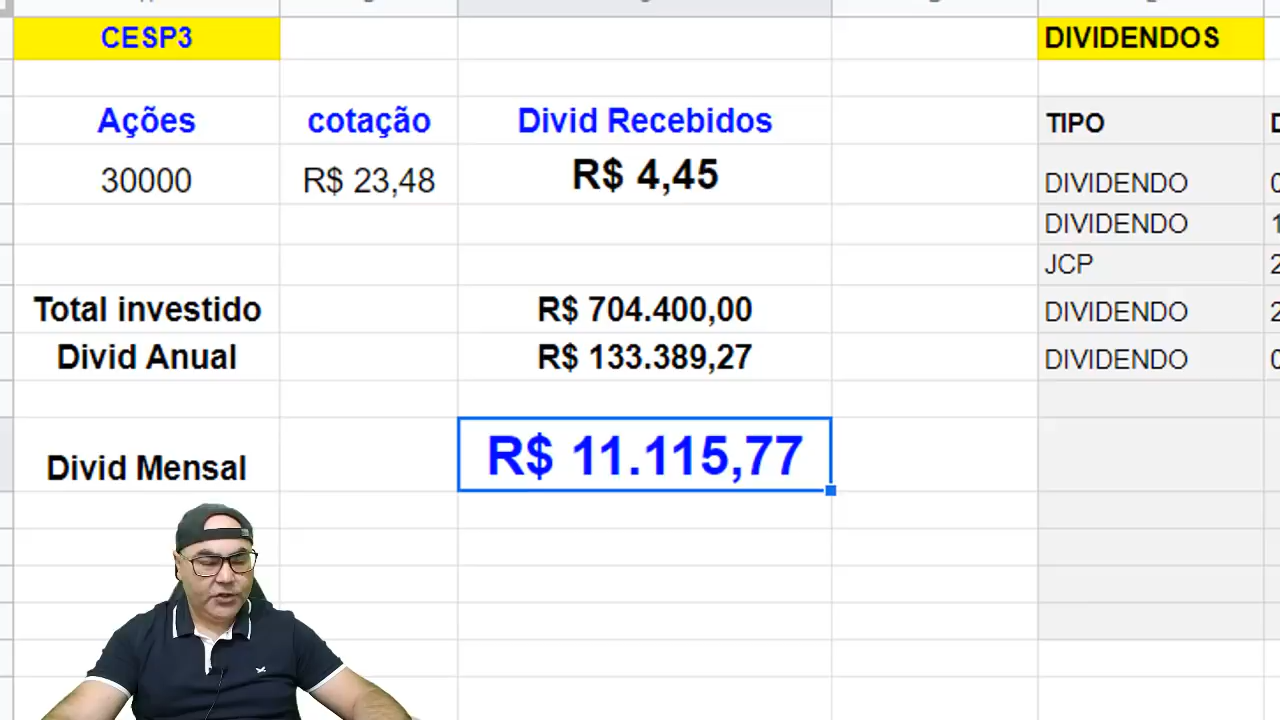 CESP3 DIVIDENDOS
Ações cotação Divid Recebidos TIPO
30000 R$ 23,48 R$ 4,45 DIVIDENDO
DIVIDENDO
JCP
Total investido R$ 704.400,00 DIVIDENDO
Divid Anual R$ 133.389,27 DIVIDENDO
Divid Mensal R$ 11.115,77